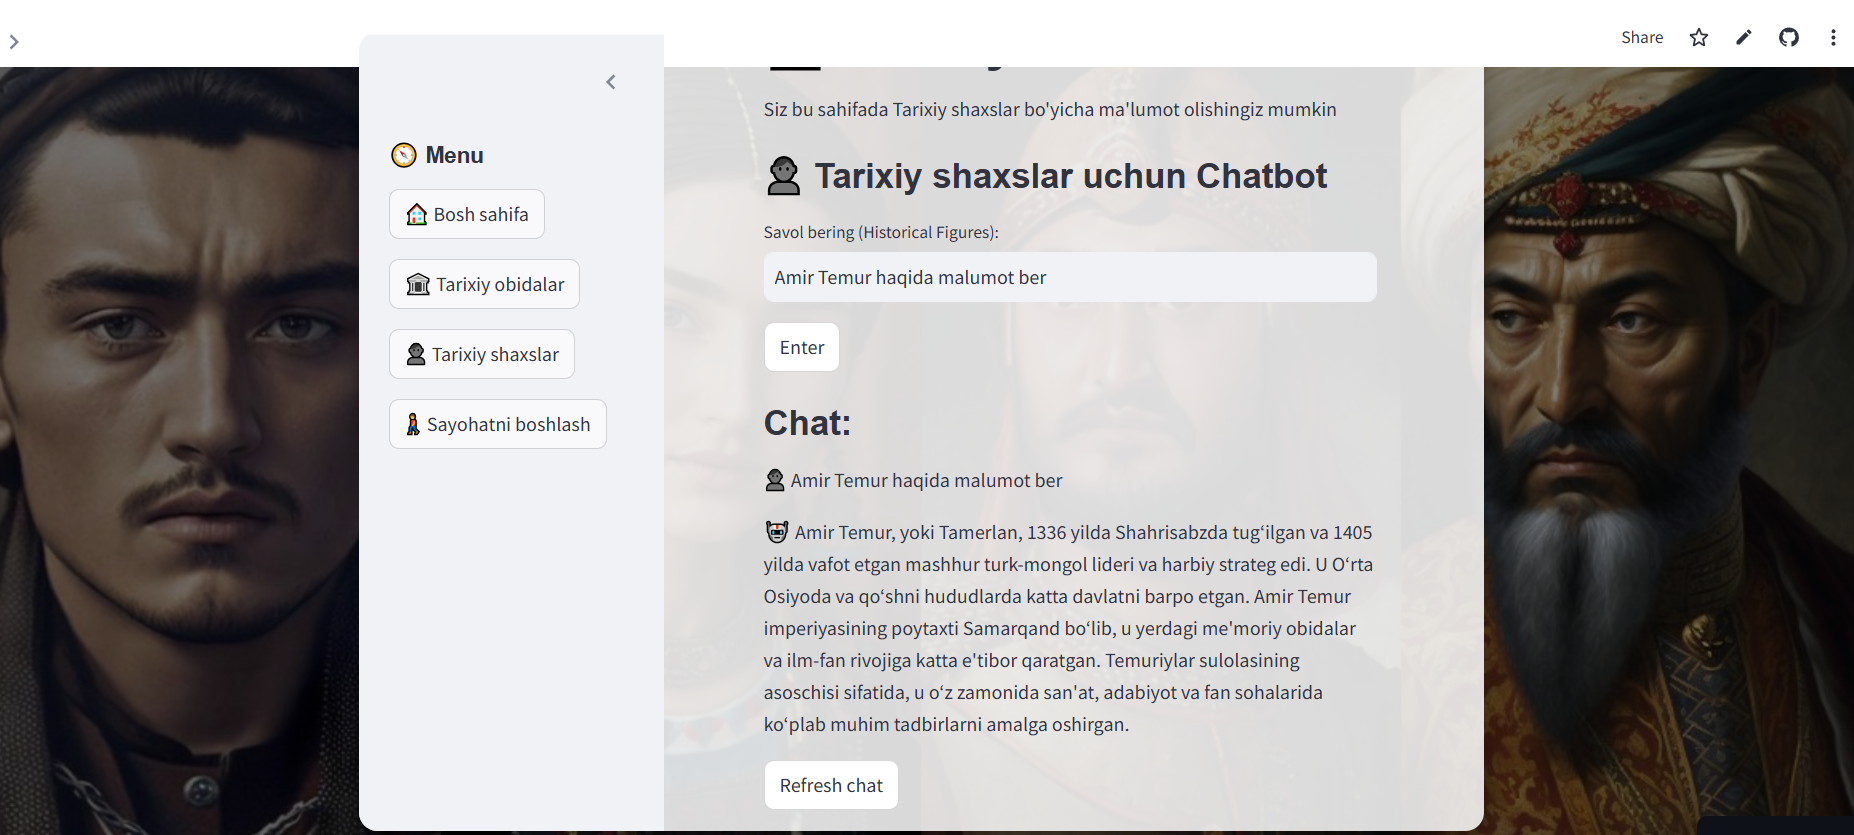 Share
Menu
Bosh sahifa
Tarixiy obidalar
Tarixiy shaxslar
Sayohatni boshlash
Siz bu sahifada Tarixiy shaxslar bo'yicha ma'lumot olishingiz mumkin
Tarixiy shaxslar uchun Chatbot
Savol bering (Historical Figures):
Amir Temur haqida malumot ber
Enter
Chat:
Amir Temur haqida malumot ber
Amir Temur, yoki Tamerlan, 1336 yilda Shahrisabzda tug‘ilgan va 1405
yilda vafot etgan mashhur turk-mongol lideri va harbiy strateg edi. U O‘rta
Osiyoda va qo‘shni hududlarda katta davlatni barpo etgan. Amir Temur
imperiyasining poytaxti Samarqand bo‘lib, u yerdagi me'moriy obidalar
va ilm-fan rivojiga katta e'tibor qaratgan. Temuriylar sulolasining
asoschisi sifatida, u o‘z zamonida san'at, adabiyot va fan sohalarida
ko‘plab muhim tadbirlarni amalga oshirgan.
Refresh chat